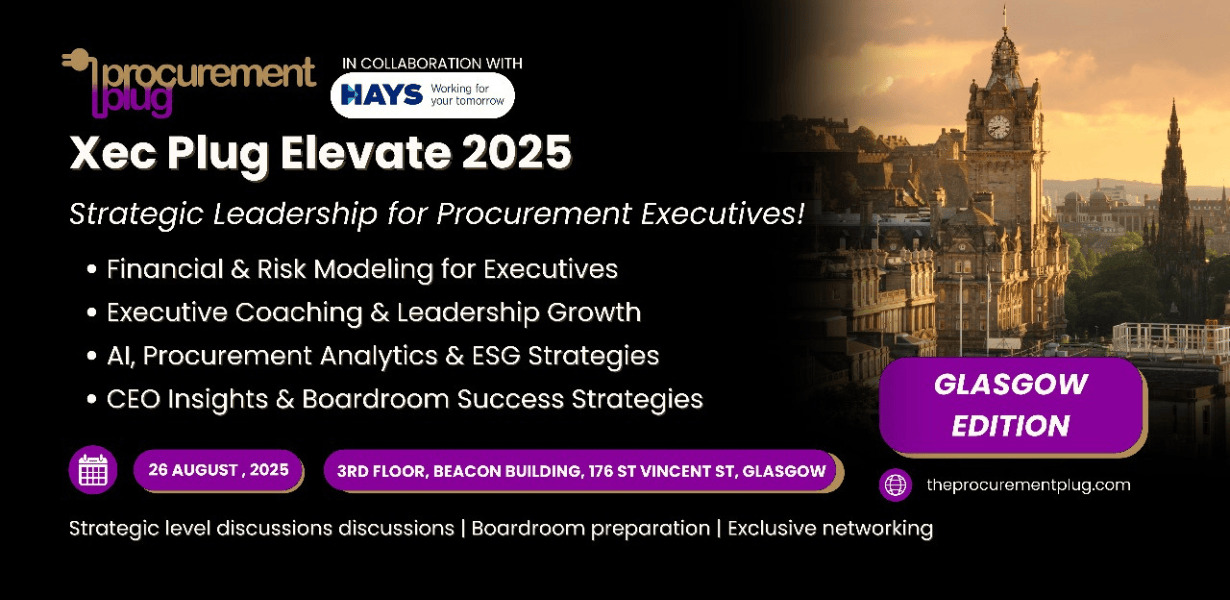 procurement
plug
IN COLLABORATION WITH
HAYS Working for
your tomorrow
Xec Plug Elevate 2025
Strategic Leadership for Procurement Executives!
• Financial & Risk Modeling for Executives
• Executive Coaching & Leadership Growth
• AI, Procurement Analytics & ESG Strategies
• CEO Insights & Boardroom Success Strategies
GLASGOW
EDITION
26 AUGUST , 2025
3RD FLOOR, BEACON BUILDING, 176 ST VINCENT ST, GLASGOW
theprocurementplug.com
Strategic level discussions discussions | Boardroom preparation | Exclusive networking